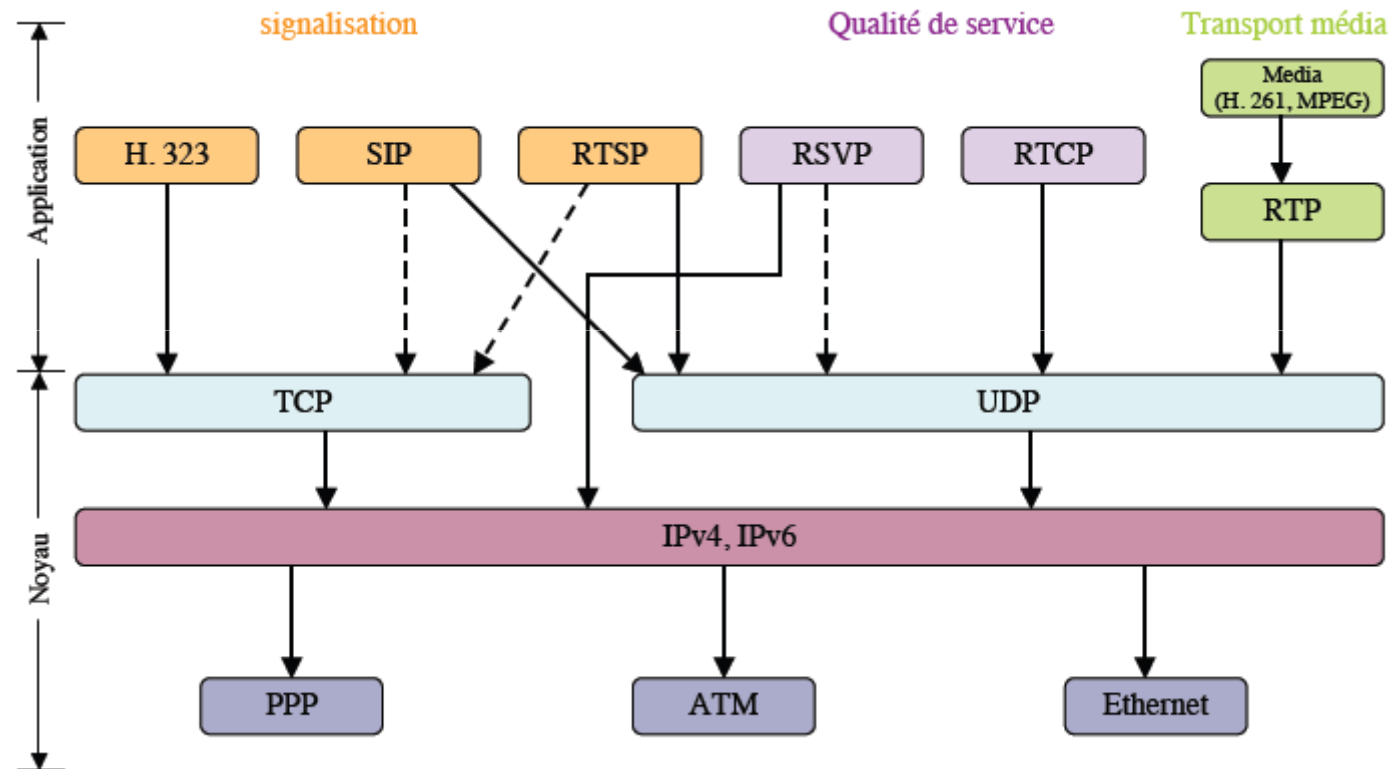 signalisation
Qualité de service
Transport média
Media
(H. 261, MPEG)
H. 323
SIP
RTSP
RSVP
RTCP
RTP
Application
TCP
UDP
IPv4, IPv6
Noyau
PPP
ATM
Ethernet